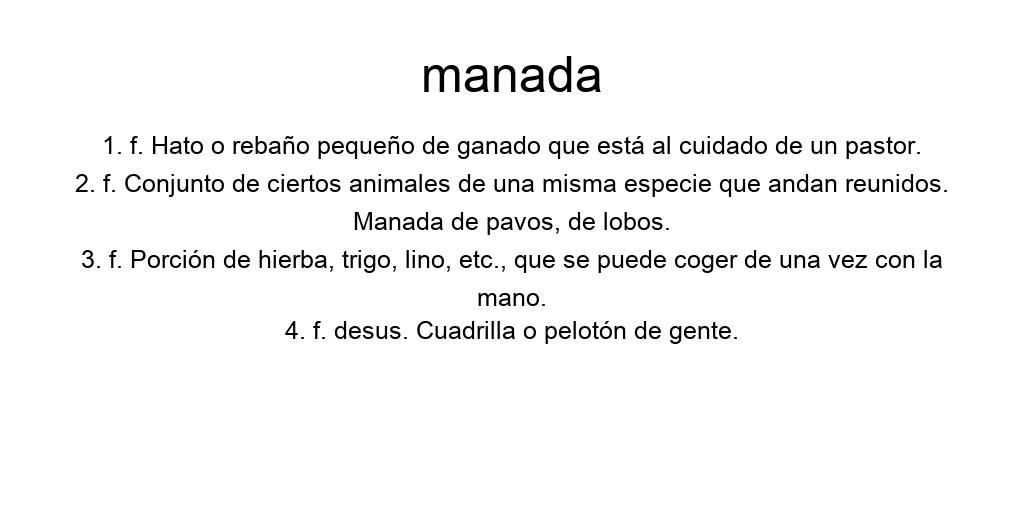 manada
1. f. Hato o rebaño pequeño de ganado que está al cuidado de un pastor.
2. f. Conjunto de ciertos animales de una misma especie que andan reunidos.
Manada de pavos, de lobos.
3. f. Porción de hierba, trigo, lino, etc., que se puede coger de una vez con la
mano.
4. f. desus. Cuadrilla o pelotón de gente.